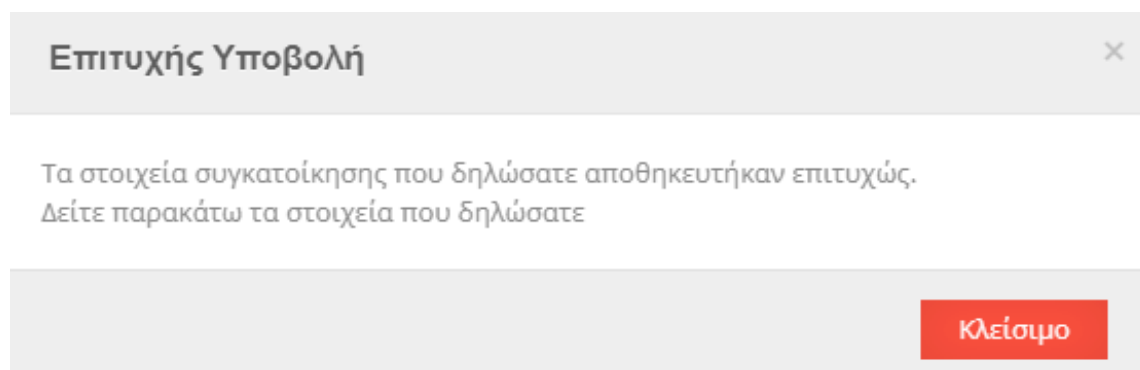 Επιτυχής Υποβολή ×
Τα στοιχεία συγκατοίκησης που δηλώσατε αποθηκευτήκαν επιτυχώς.
Δείτε παρακάτω τα στοιχεία που δηλώσατε
Κλείσιμο